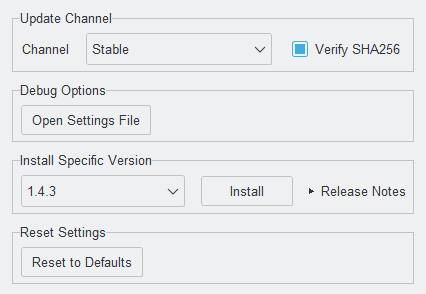 Update Channel
Channel Stable Verify SHA256
Debug Options
Open Settings File
Install Specific Version
1.4.3 Install Release Notes
Reset Settings
Reset to Defaults